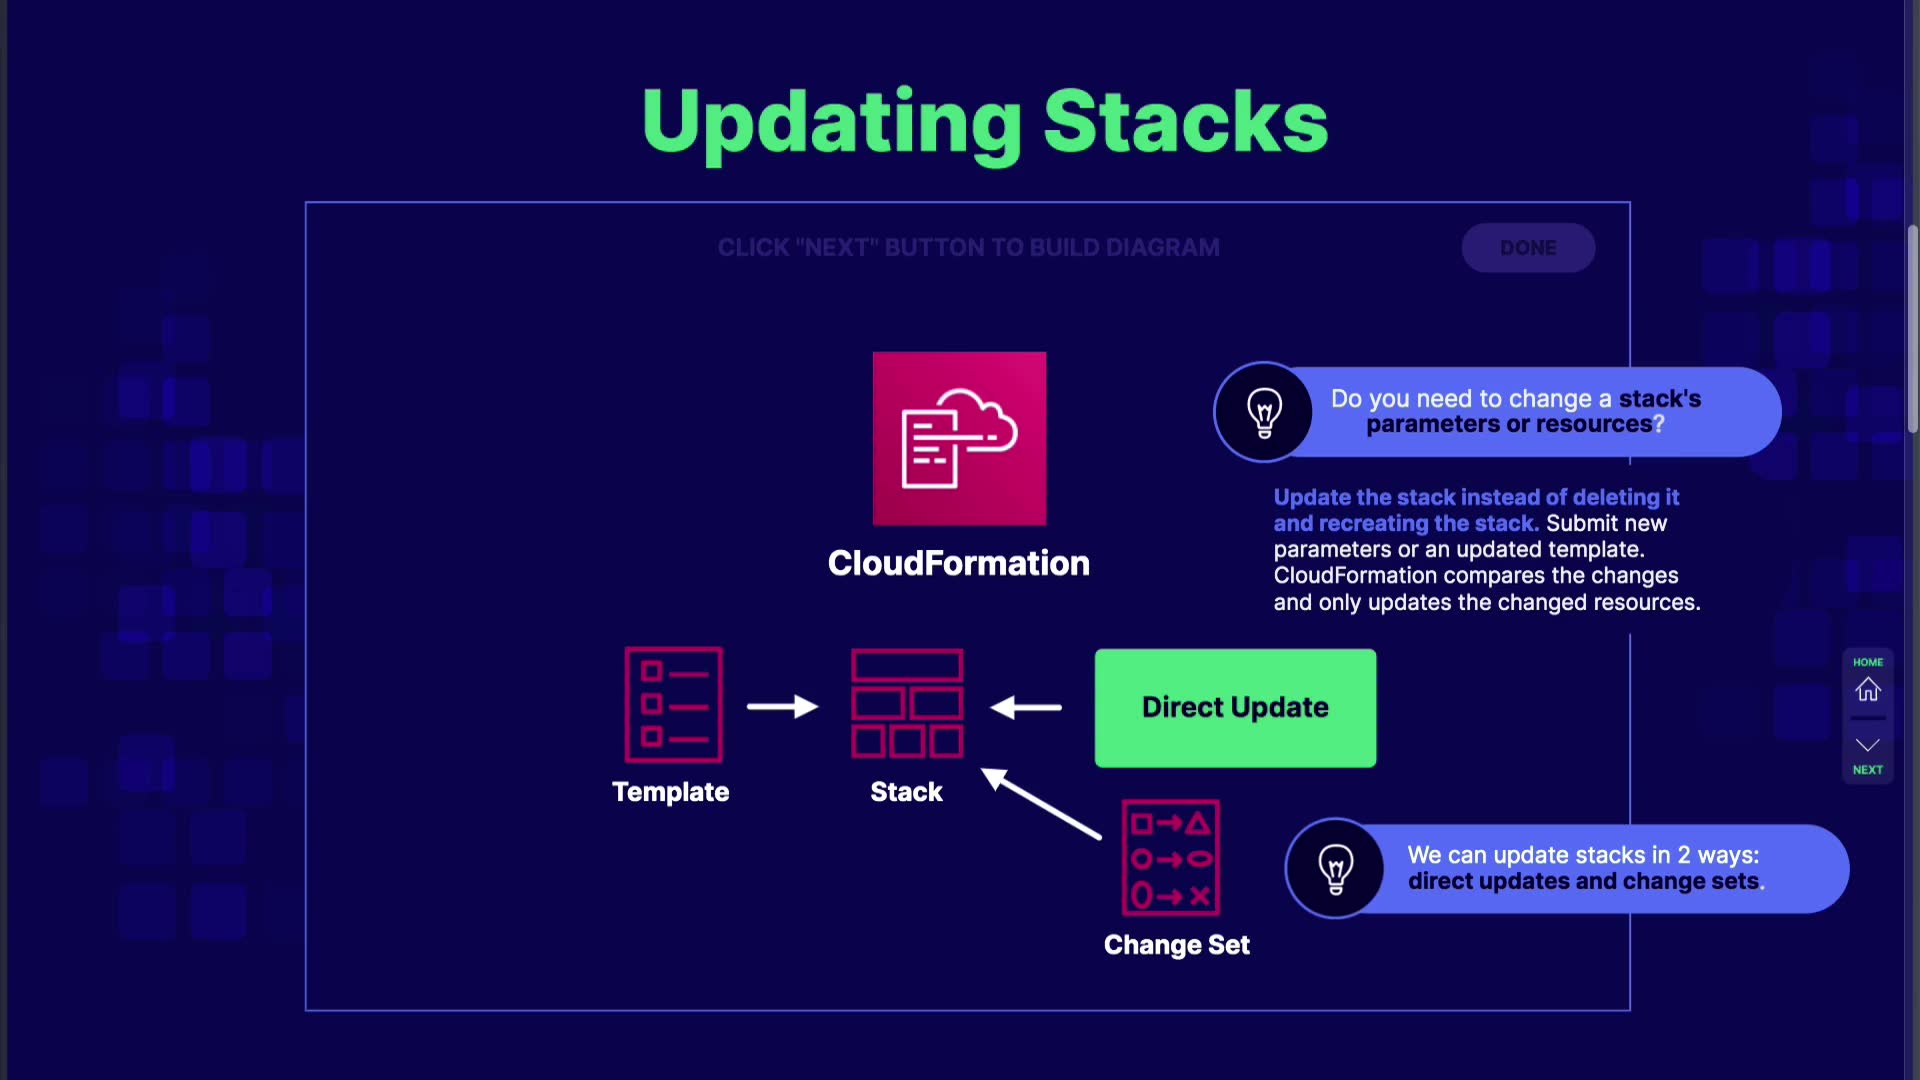 Updating Stacks
CLICK "NEXT" BUTTON TO BUILD DIAGRAM
DONE
CloudFormation
Do you need to change a stack's
parameters or resources?
Update the stack instead of deleting it
and recreating the stack. Submit new
parameters or an updated template.
CloudFormation compares the changes
and only updates the changed resources.
Template
Stack
Direct Update
Change Set
We can update stacks in 2 ways:
direct updates and change sets.
HOME
NEXT